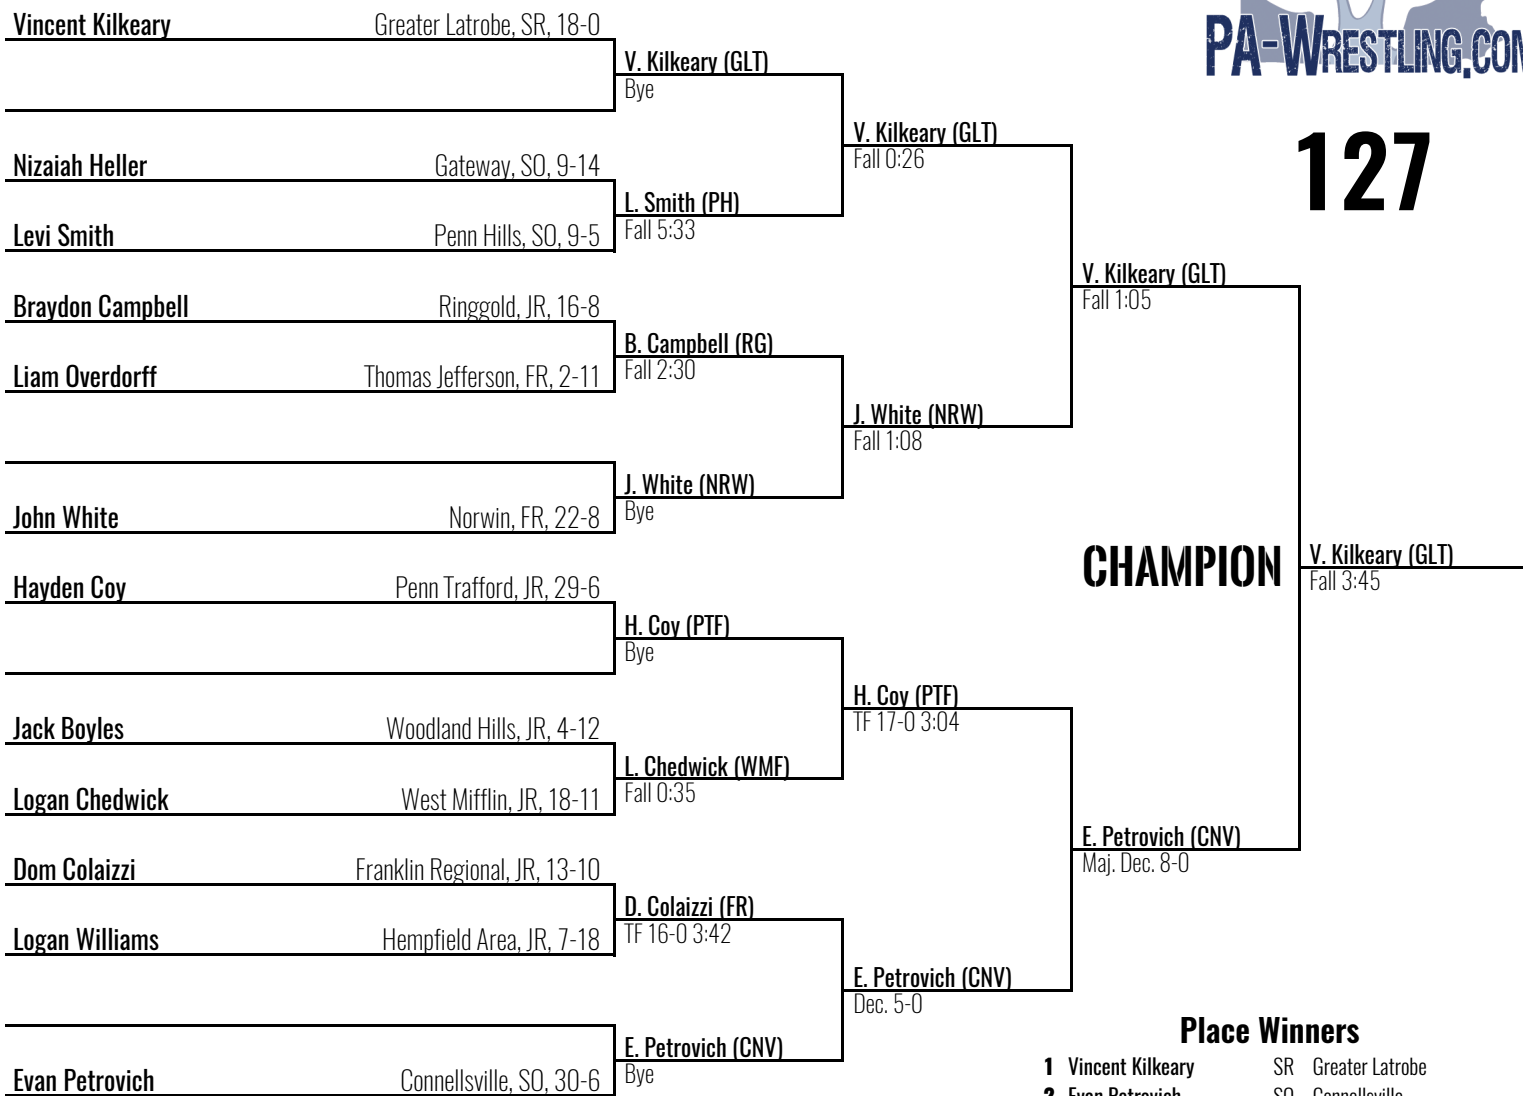 PA-WRESTLING.COM
127
Vincent Kilkeary Greater Latrobe, SR, 18-0
V. Kilkeary (GLT)
Bye
V. Kilkeary (GLT)
Fall 0:26
Nizaiah Heller Gateway, SO, 9-14
L. Smith (PH)
Fall 5:33
Levi Smith Penn Hills, SO, 9-5
V. Kilkeary (GLT)
Fall 1:05
Braydon Campbell Ringgold, JR, 16-8
B. Campbell (RG)
Fall 2:30
Liam Overdorff Thomas Jefferson, FR, 2-11
J. White (NRW)
Fall 1:08
J. White (NRW)
Bye
John White Norwin, FR, 22-8
CHAMPION
V. Kilkeary (GLT)
Fall 3:45
Hayden Coy Penn Trafford, JR, 29-6
H. Coy (PTF)
Bye
H. Coy (PTF)
TF 17-0 3:04
Jack Boyles Woodland Hills, JR, 4-12
L. Chedwick (WMF)
Fall 0:35
Logan Chedwick West Mifflin, JR, 18-11
E. Petrovich (CNV)
Maj. Dec. 8-0
Dom Colaizzi Franklin Regional, JR, 13-10
D. Colaizzi (FR)
TF 16-0 3:42
Logan Williams Hempfield Area, JR, 7-18
E. Petrovich (CNV)
Dec. 5-0
E. Petrovich (CNV)
Bye
Evan Petrovich Connellsville, SO, 30-6
Place Winners
1 Vincent Kilkeary SR Greater Latrobe
2 Evan Petrovich SO Connellsville